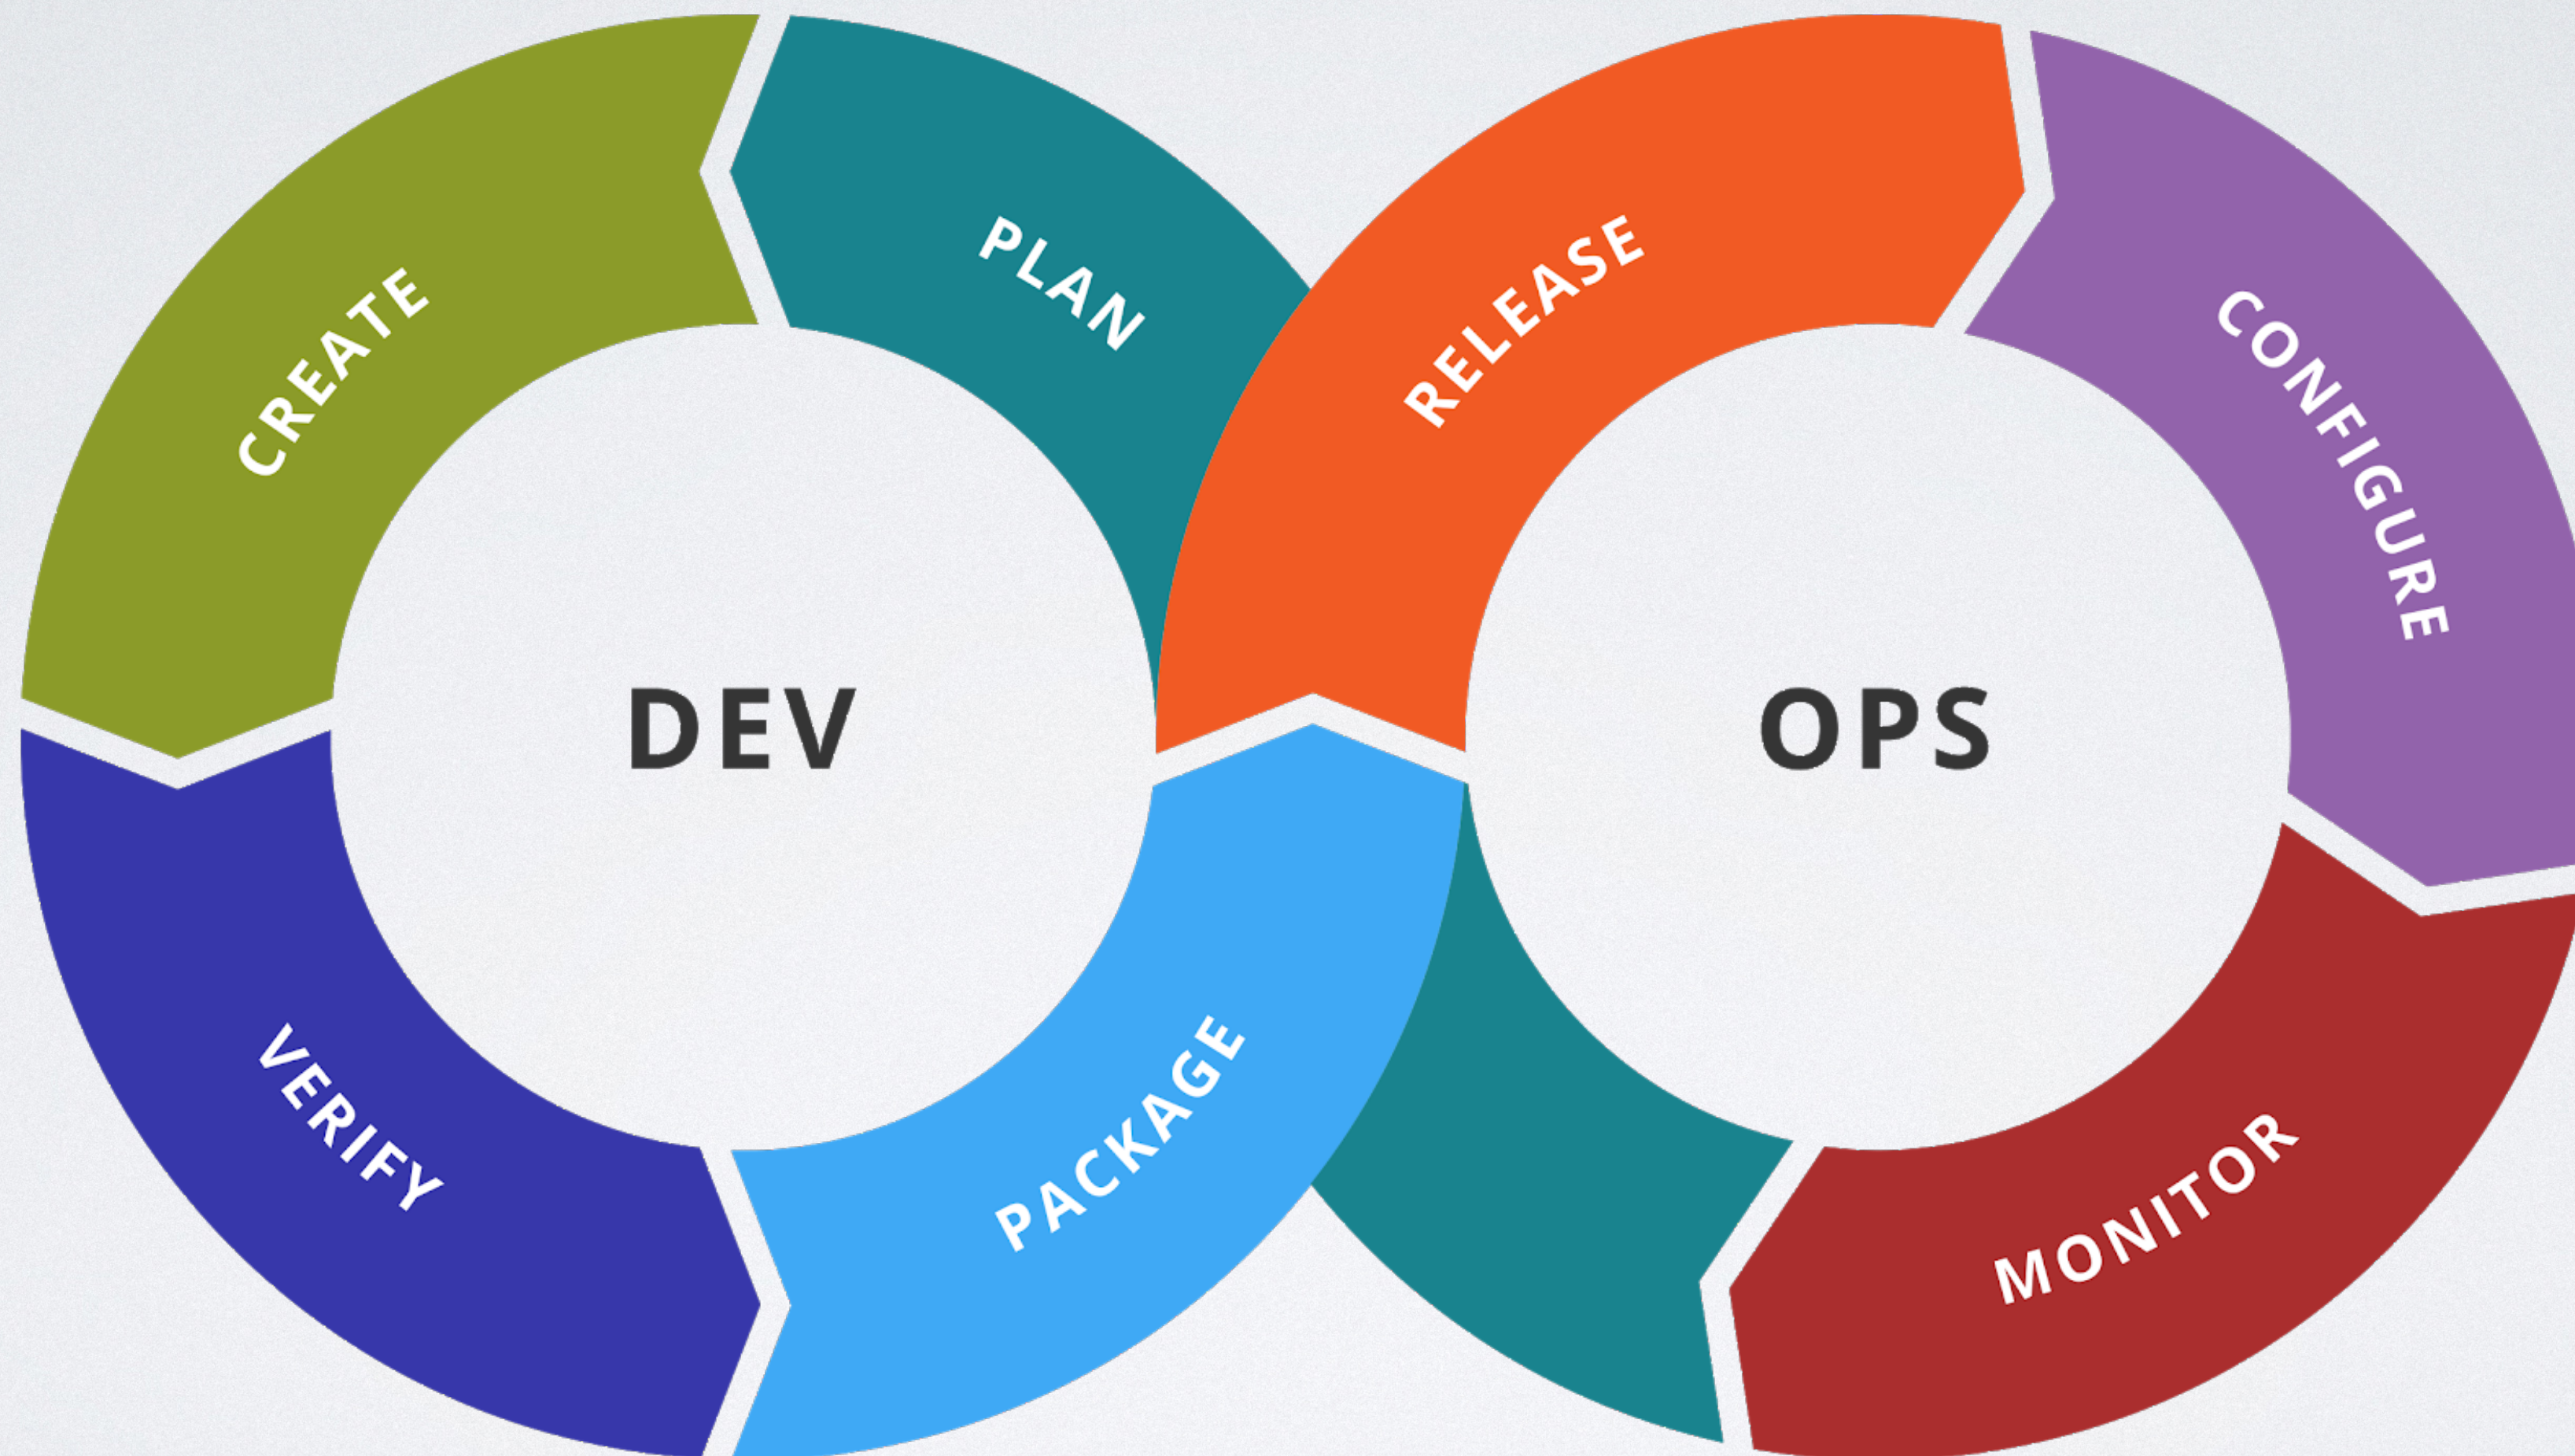 PLAN
CREATE
RELEASE
CONFIGURE
DEV
OPS
VERIFY
PACKAGE
MONITOR